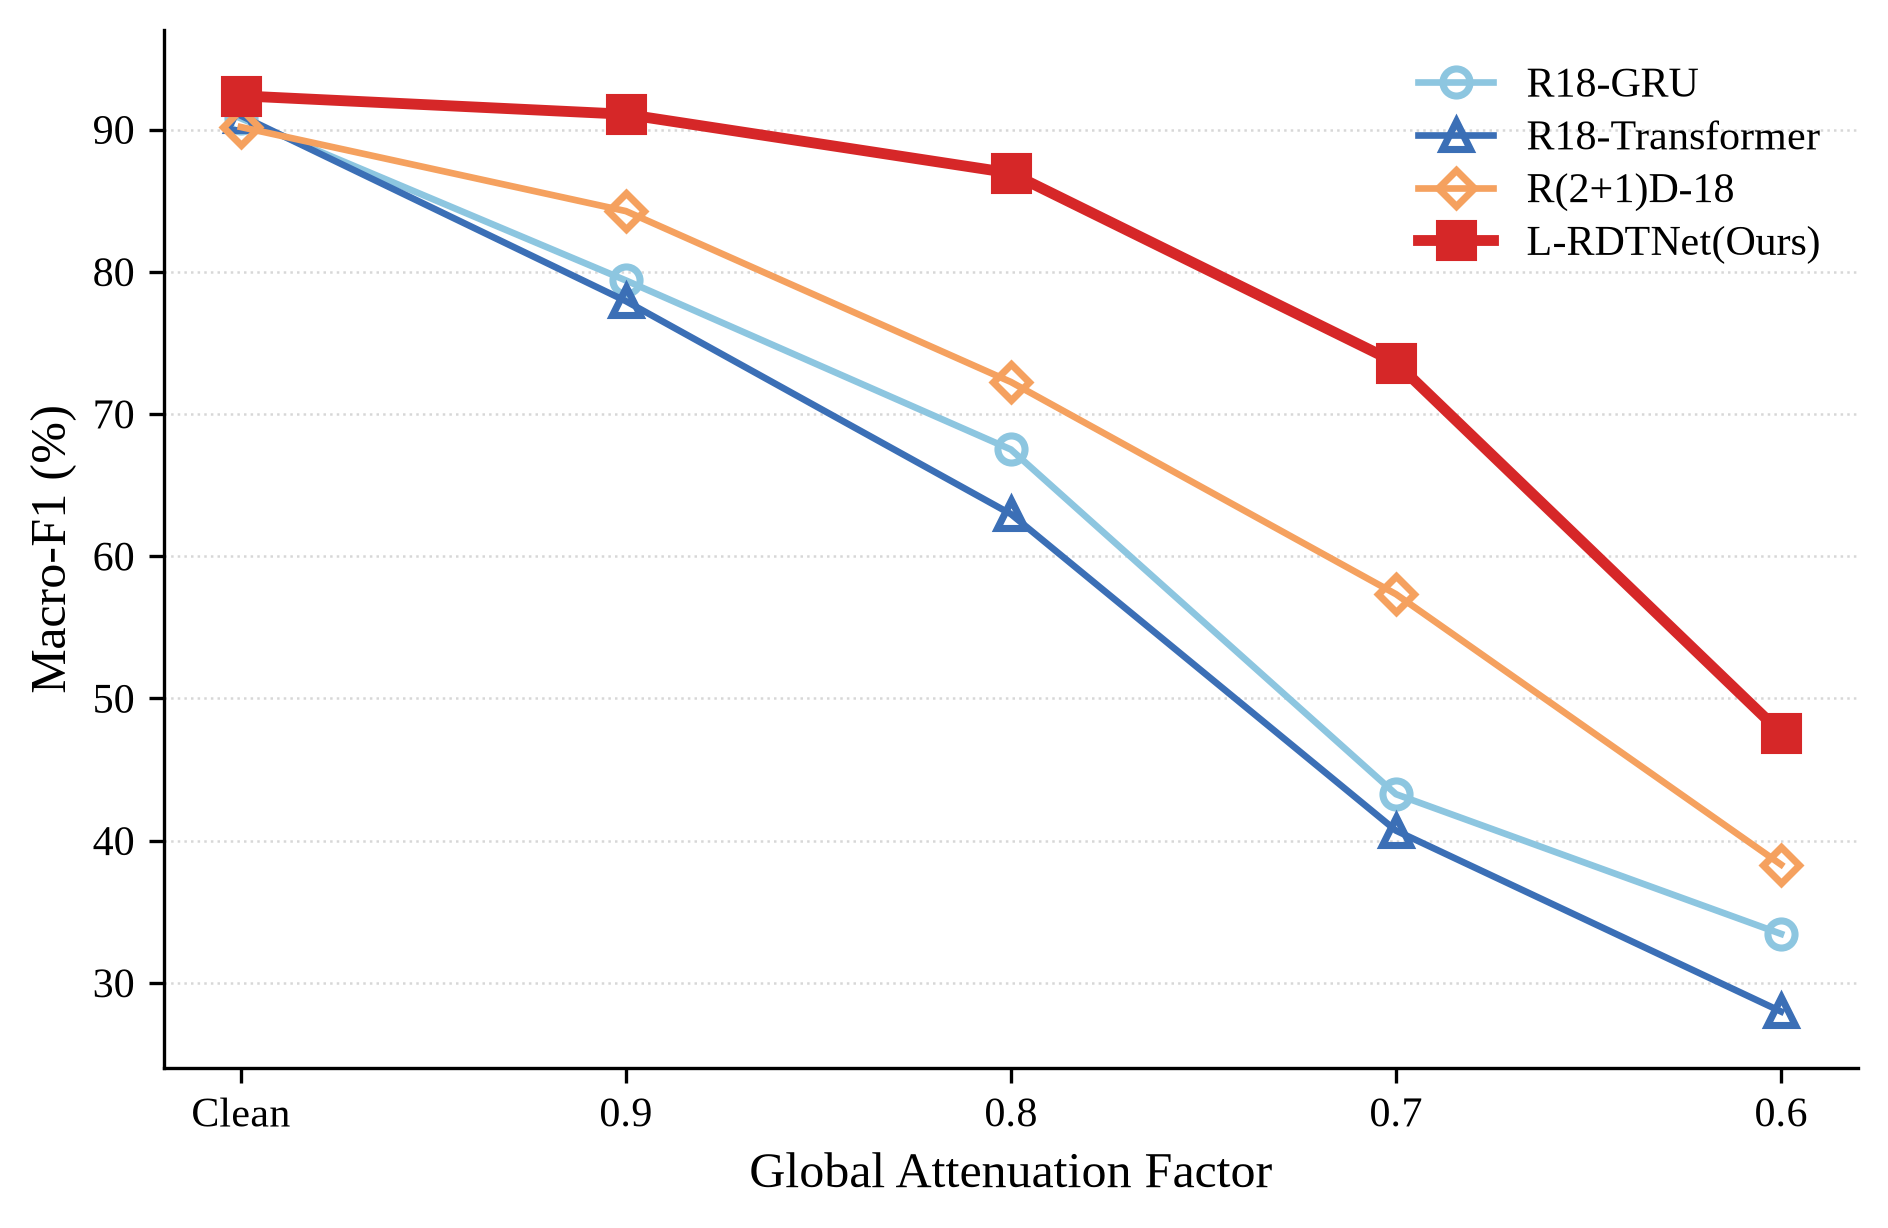 R18-GRU
R18-Transformer
R(2+1)D-18
L-RDTNet(Ours)
Macro-F1 (%)
90
80
70
60
50
40
30
Clean 0.9 0.8 0.7 0.6
Global Attenuation Factor